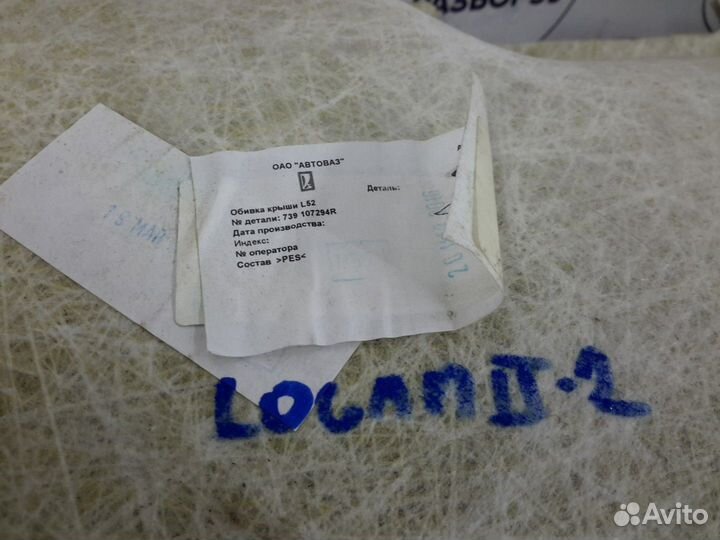 ОАО "АВТОВАЗ"
Деталь:
Обивка крыши L52
№ детали: 739 107294R
Дата производства:
Индекс:
№ оператора
Состав >PES<
LOGAN II-2
Avito